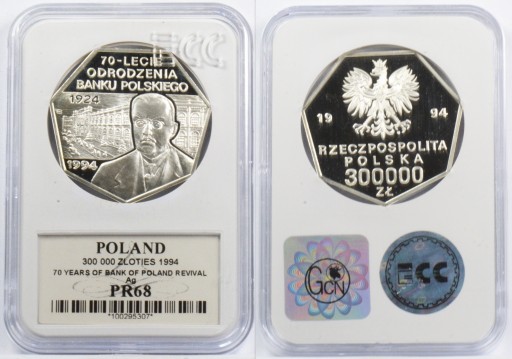 ECC
70-LECIE
ODRODZENIA
BANKU POLSKIEGO
1924
1994
POLAND
300 000 ZLOTIES 1994
70 YEARS OF BANK OF POLAND REVIVAL
Ag
PR68
*100295307*
19 94
RZECZPOSPOLITA
POLSKA
300000
ZŁ
GCN
ECC